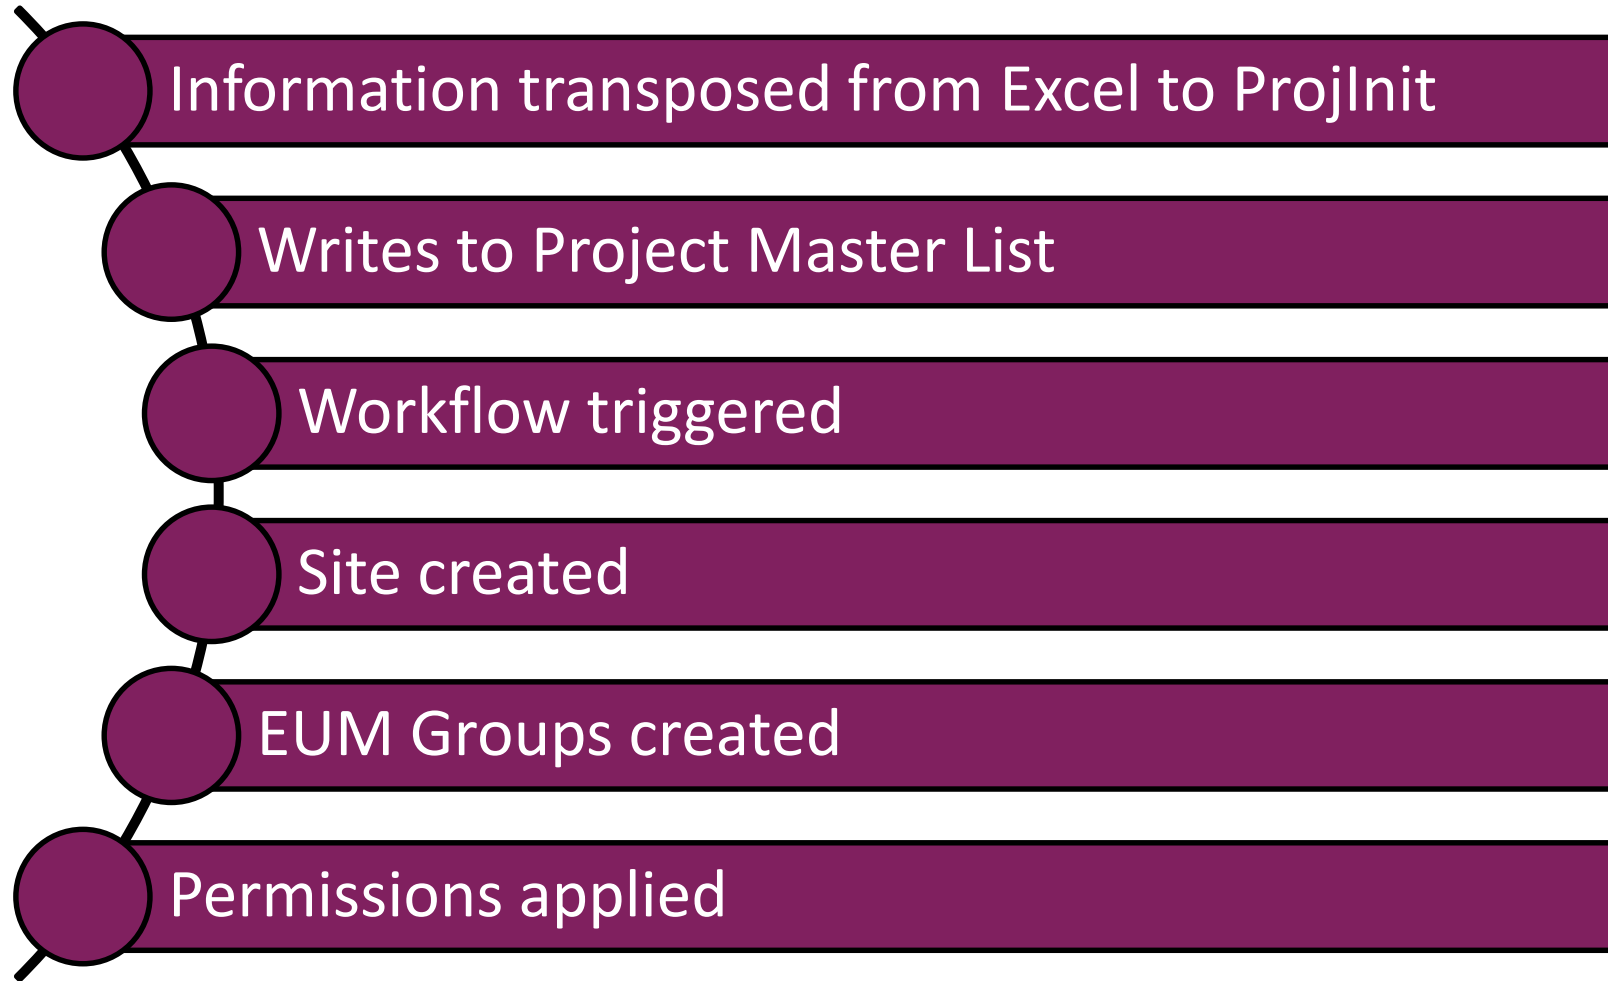 Information transposed from Excel to ProjInit
Writes to Project Master List
Workflow triggered
Site created
EUM Groups created
Permissions applied